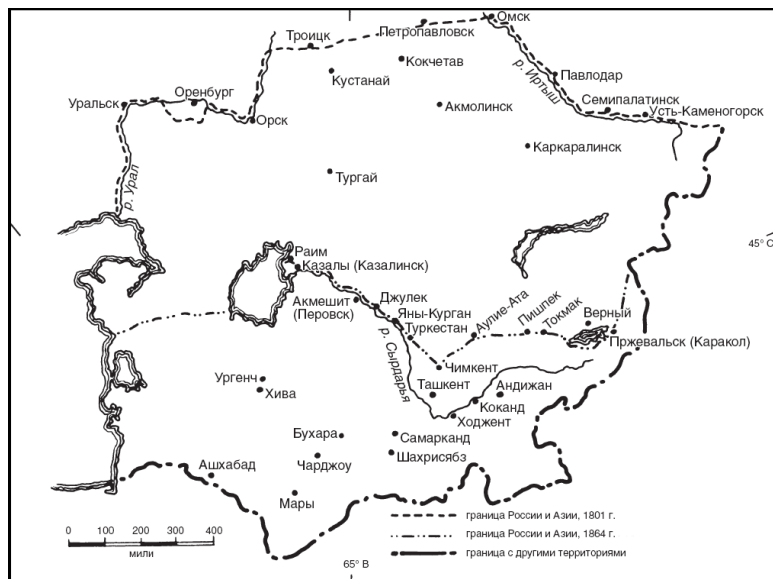 Омск
Троицк
Петропавловск
Кокчетав
Кустанай
р. Иртыш
Павлодар
Оренбург
Уральск
Орск
Акмолинск
Семипалатинск
Усть-Каменогорск
Каркаралинск
Тургай
р. Урал
45° С
Раим
Казалы (Казалинск)
Акмешит
(Перовск)
Джулек
Яны-Курган
Туркестан
Аулие-Ата
Пишпек
Токмак
Верный
Пржевальск (Каракол)
р. Сырдарья
Чимкент
Ташкент
Андижан
Коканд
Ходжент
Ургенч
Хива
Бухара
Самарканд
Чарджоу
Шахрисябз
Ашхабад
Мары
0 100 200 300 400
мили
65° В
граница России и Азии, 1801 г.
граница России и Азии, 1864 г.
граница с другими территориями